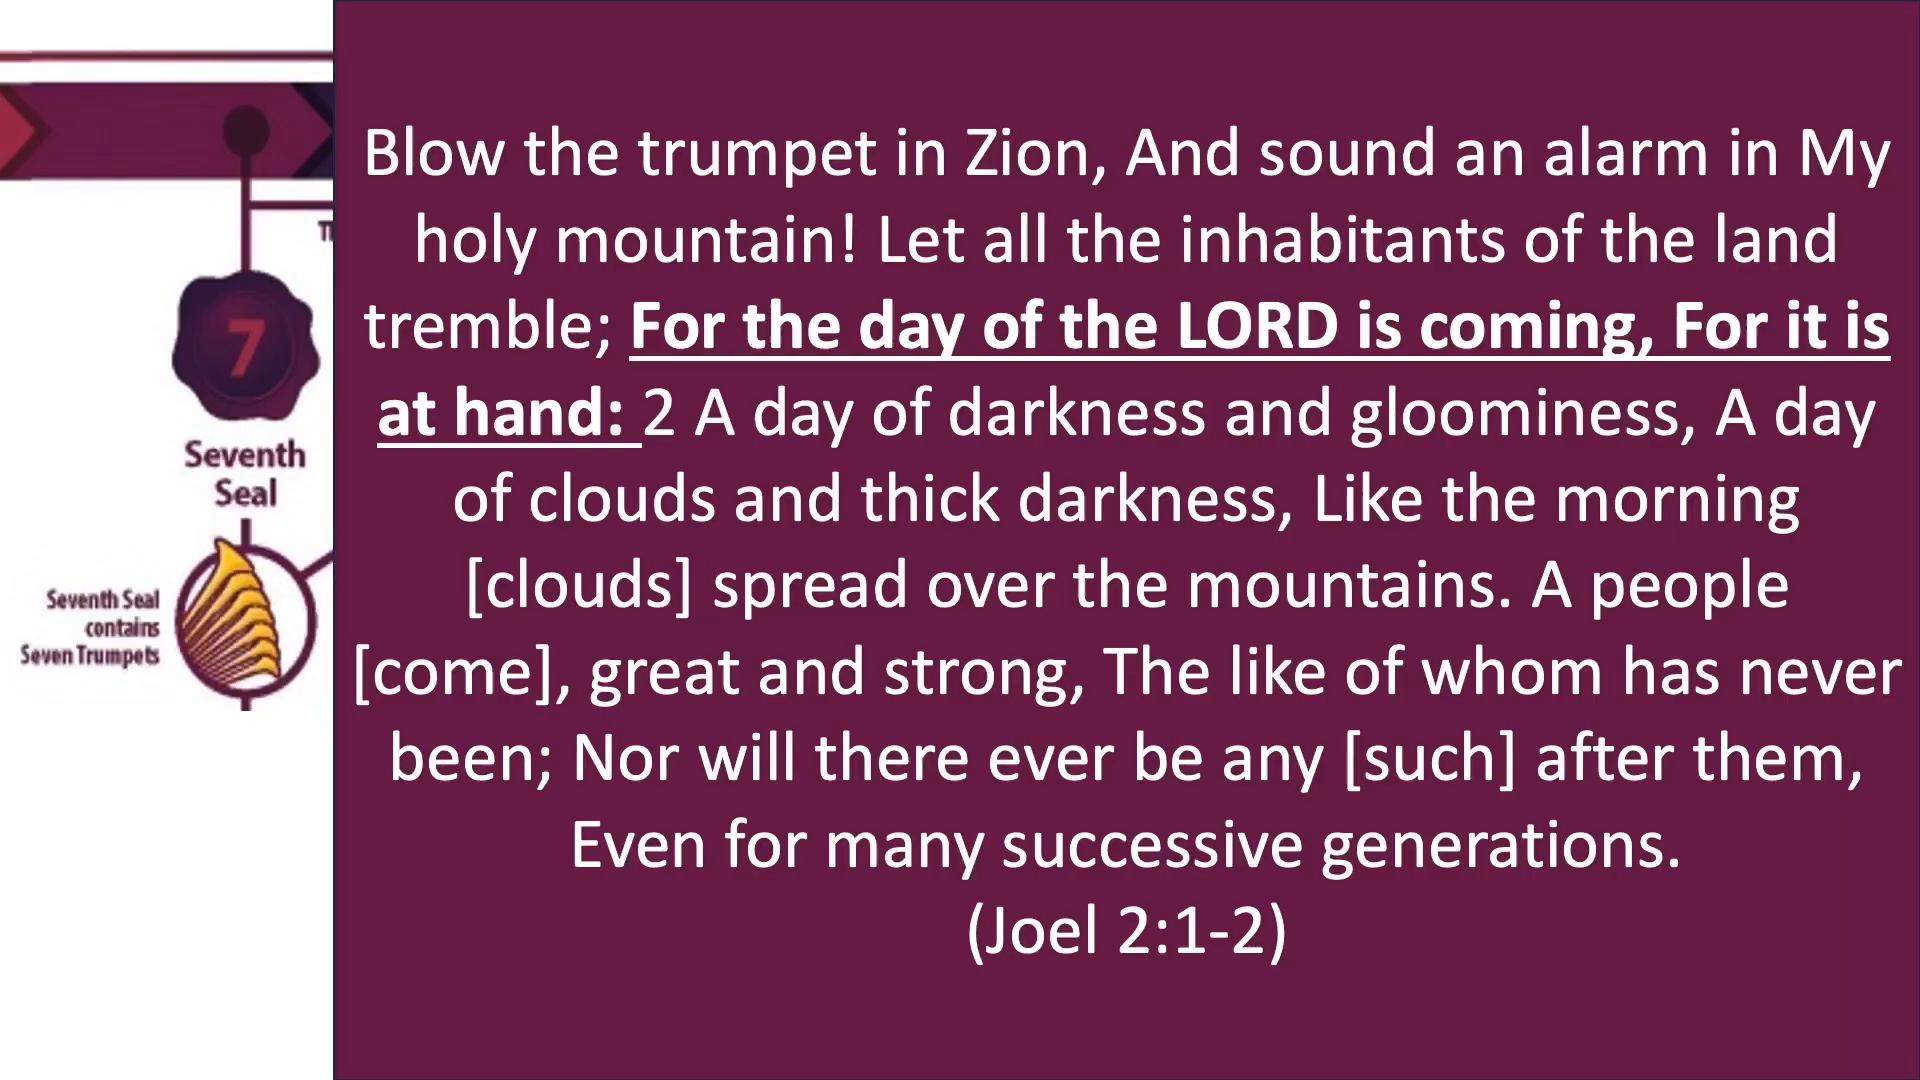 7
Seventh
Seal
Seventh Seal
contains
Seven Trumpets
Blow the trumpet in Zion, And sound an alarm in My
holy mountain! Let all the inhabitants of the land
tremble; For the day of the LORD is coming, For it is
at hand: 2 A day of darkness and gloominess, A day
of clouds and thick darkness, Like the morning
[clouds] spread over the mountains. A people
[come], great and strong, The like of whom has never
been; Nor will there ever be any [such] after them,
Even for many successive generations.
(Joel 2:1-2)